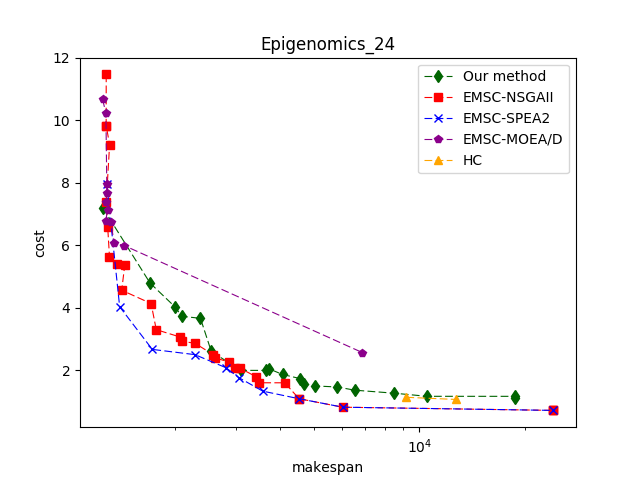 Epigenomics_24
12
10
8
6
4
2
cost
Our method
EMSC-NSGAII
EMSC-SPEA2
EMSC-MOEA/D
HC
10⁴
makespan